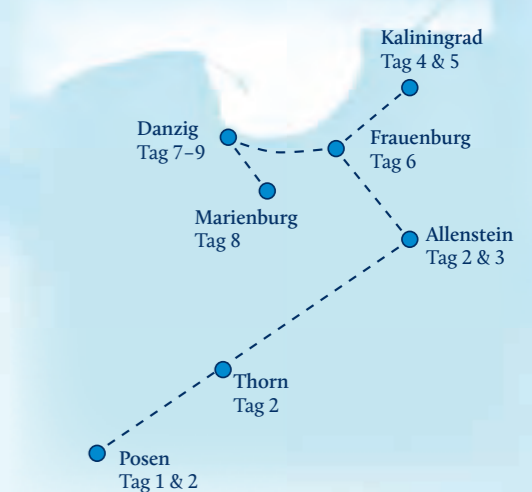 Kaliningrad
Tag 4 & 5
Danzig
Tag 7–9
Frauenburg
Tag 6
Marienburg
Tag 8
Allenstein
Tag 2 & 3
Thorn
Tag 2
Posen
Tag 1 & 2